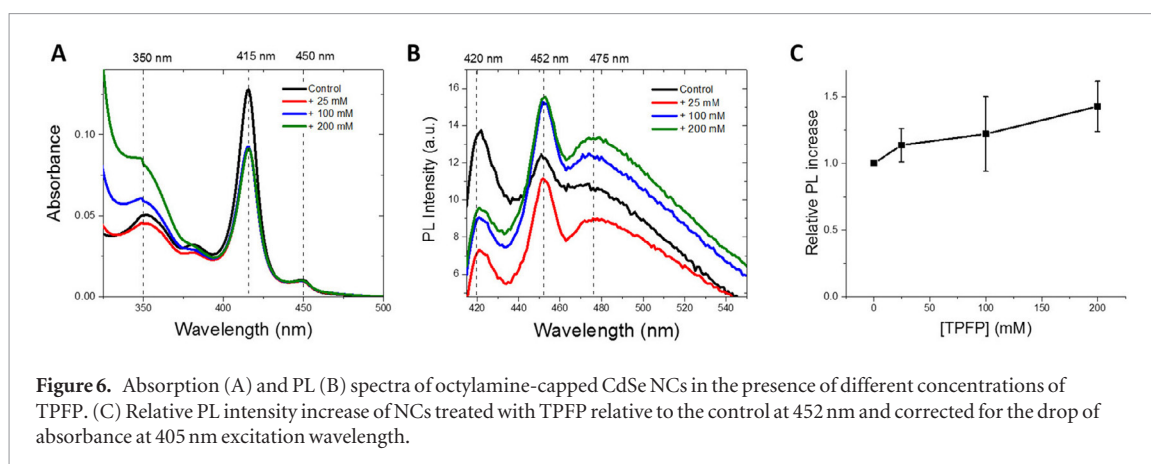 A
350 nm
415 nm
450 nm
Control
+ 25 mM
+ 100 mM
+ 200 mM
0.10
0.05
0.00
Absorbance
350
400
450
500
Wavelength (nm)
B
420 nm
452 nm
475 nm
Control
+ 25 mM
+ 100 mM
+ 200 mM
16
14
12
10
8
6
PL Intensity (a.u.)
420
440
460
480
500
520
540
Wavelength (nm)
C
1.5
1.0
0.5
0.0
Relative PL increase
0
50
100
150
200
[TPFP] (mM)
Figure 6. Absorption (A) and PL (B) spectra of octylamine-capped CdSe NCs in the presence of different concentrations of
TPFP. (C) Relative PL intensity increase of NCs treated with TPFP relative to the control at 452 nm and corrected for the drop of
absorbance at 405 nm excitation wavelength.